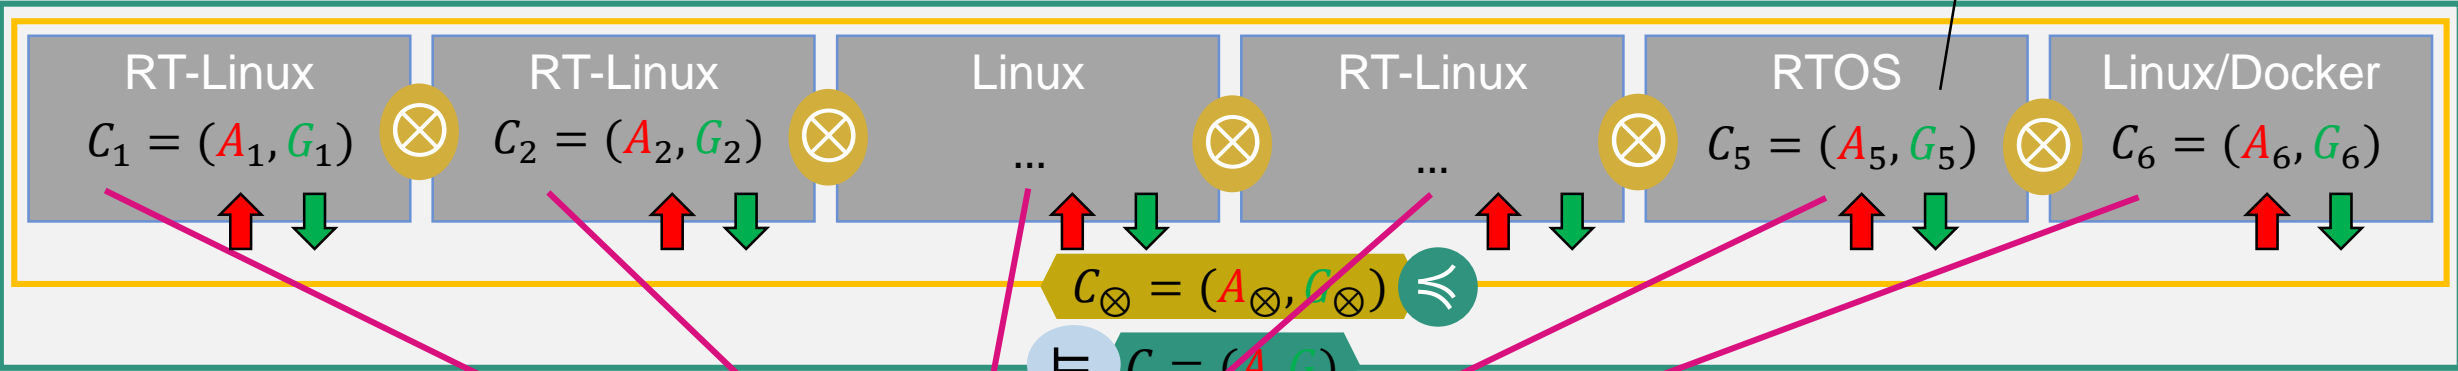 RT-Linux
C₁ = (A₁, G₁)
⊗
RT-Linux
C₂ = (A₂, G₂)
⊗
Linux
...
⊗
RT-Linux
...
⊗
RTOS
C₅ = (A₅, G₅)
⊗
Linux/Docker
C₆ = (A₆, G₆)
C⊗ = (A⊗, G⊗) ≼
⊨ C = (A, G)